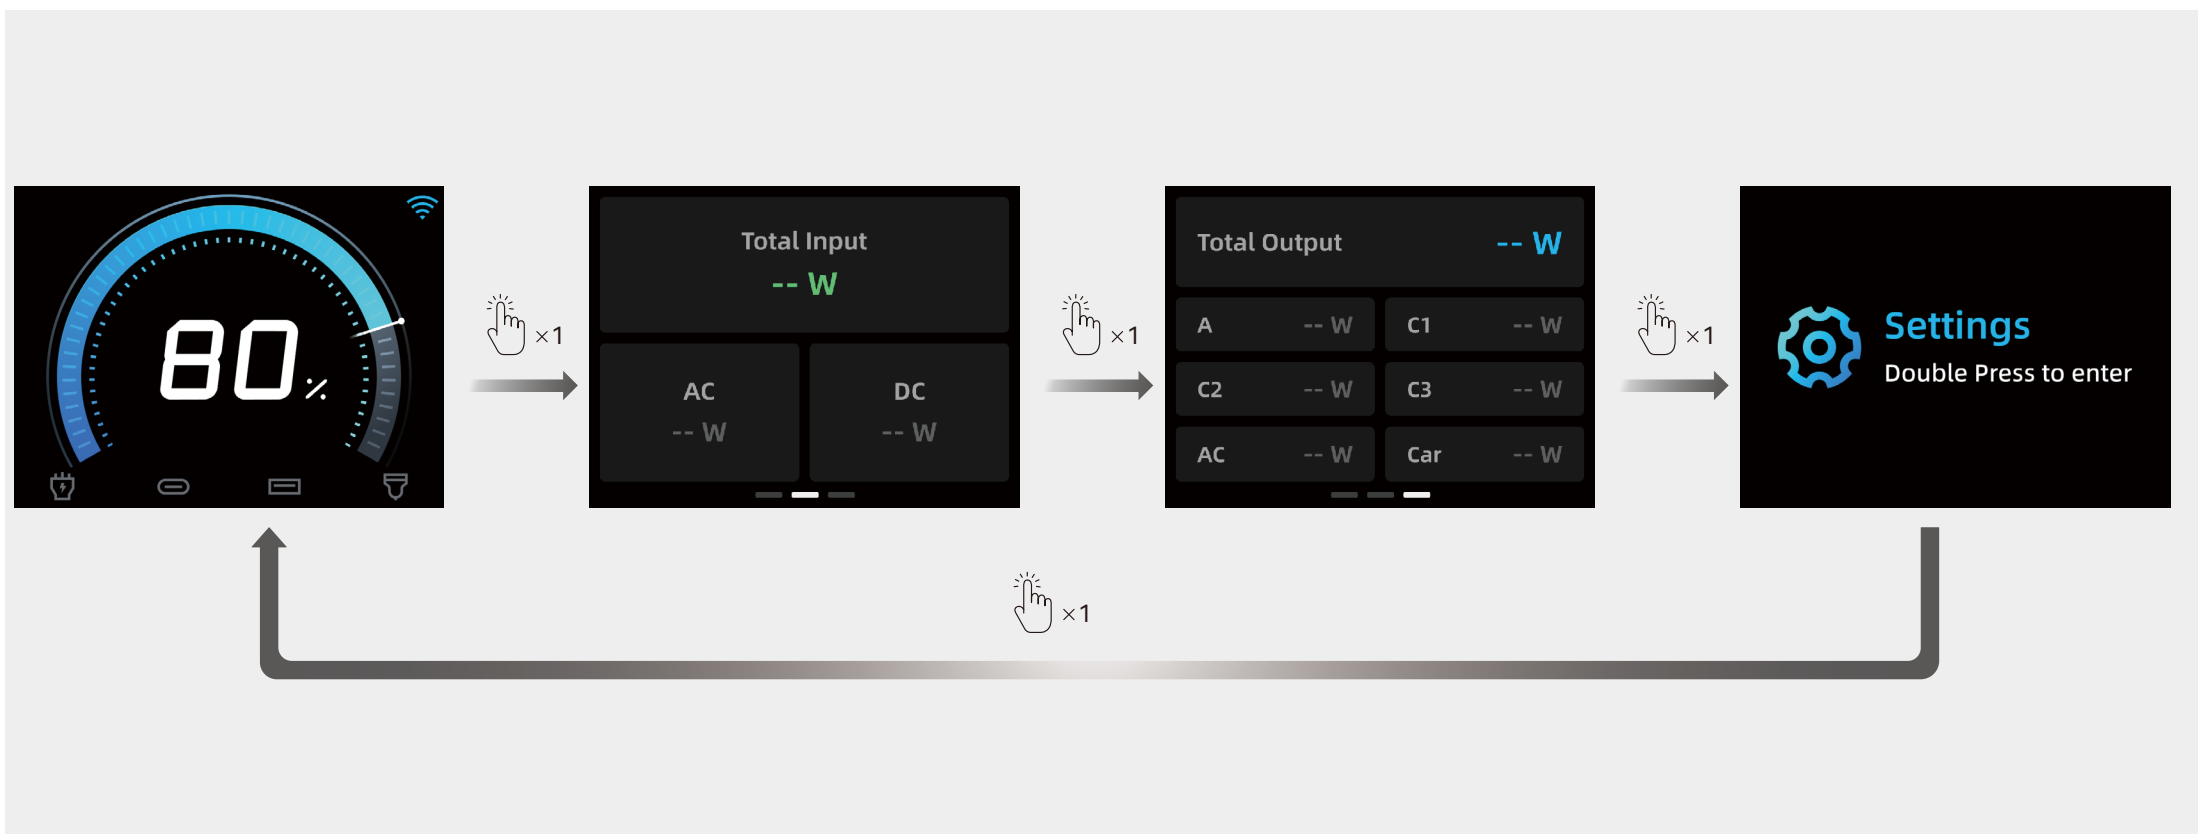 80%
×1
Total Input
-- W
AC
-- W
DC
-- W
×1
Total Output -- W
A -- W
C1 -- W
C2 -- W
C3 -- W
AC -- W
Car -- W
×1
Settings
Double Press to enter
×1